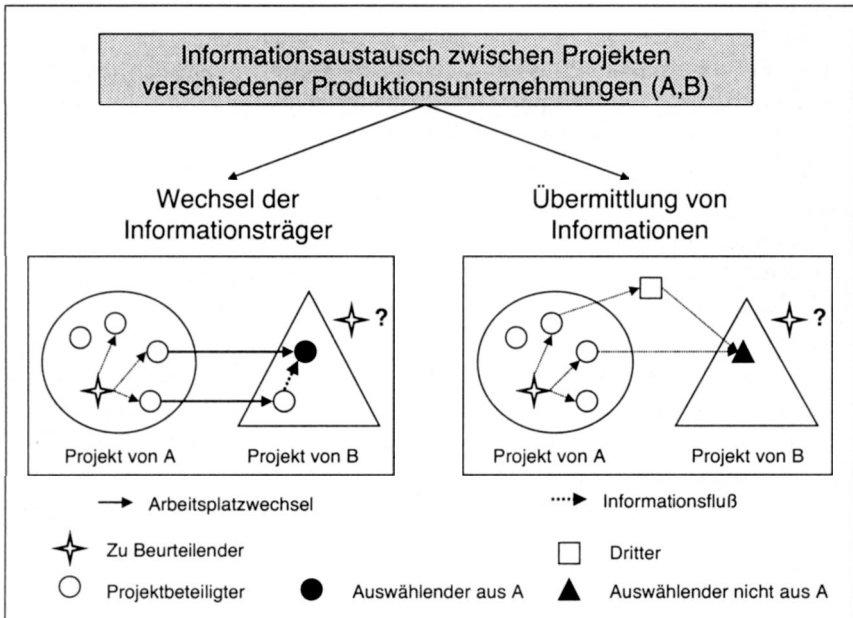 Informationsaustausch zwischen Projekten
verschiedener Produktionsunternehmungen (A,B)
Wechsel der
Informationsträger
Übermittlung von
Informationen
?
Projekt von A
Projekt von B
?
Projekt von A
Projekt von B
Arbeitsplatzwechsel
Informationsfluß
Zu Beurteilender
Dritter
Projektbeteiligter
Auswählender aus A
Auswählender nicht aus A